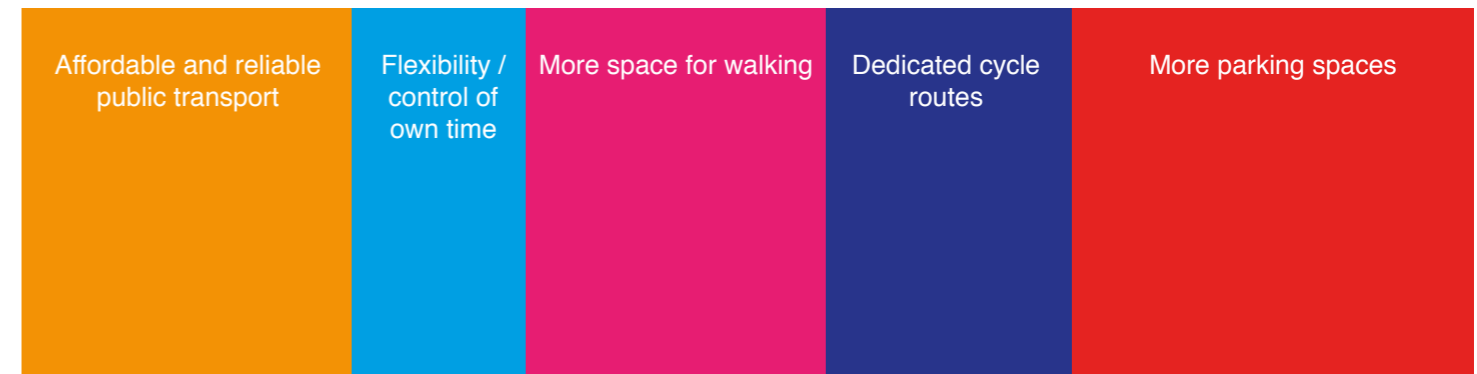 Affordable and reliable
public transport
Flexibility /
control of
own time
More space for walking
Dedicated cycle
routes
More parking spaces